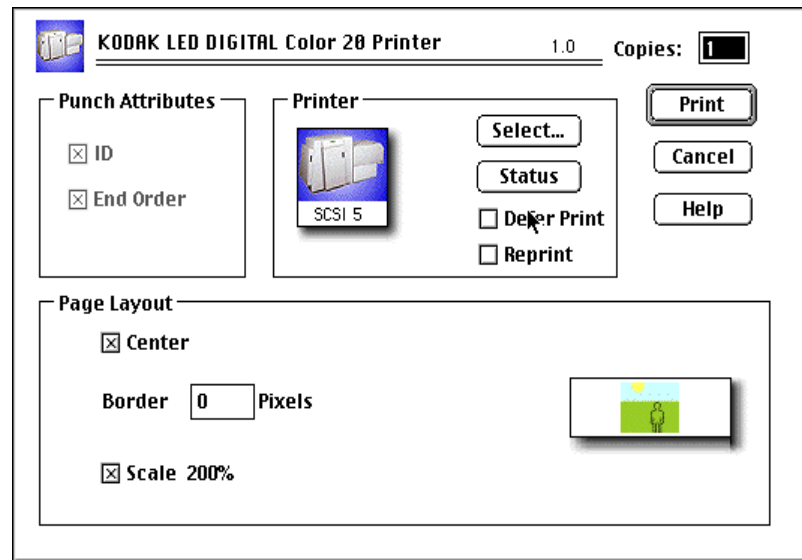 KODAK LED DIGITAL Color 20 Printer 1.0 Copies: 1
Punch Attributes
ID
End Order
Printer
SCSI 5
Select...
Status
Defer Print
Reprint
Print
Cancel
Help
Page Layout
Center
Border 0 Pixels
Scale 200%